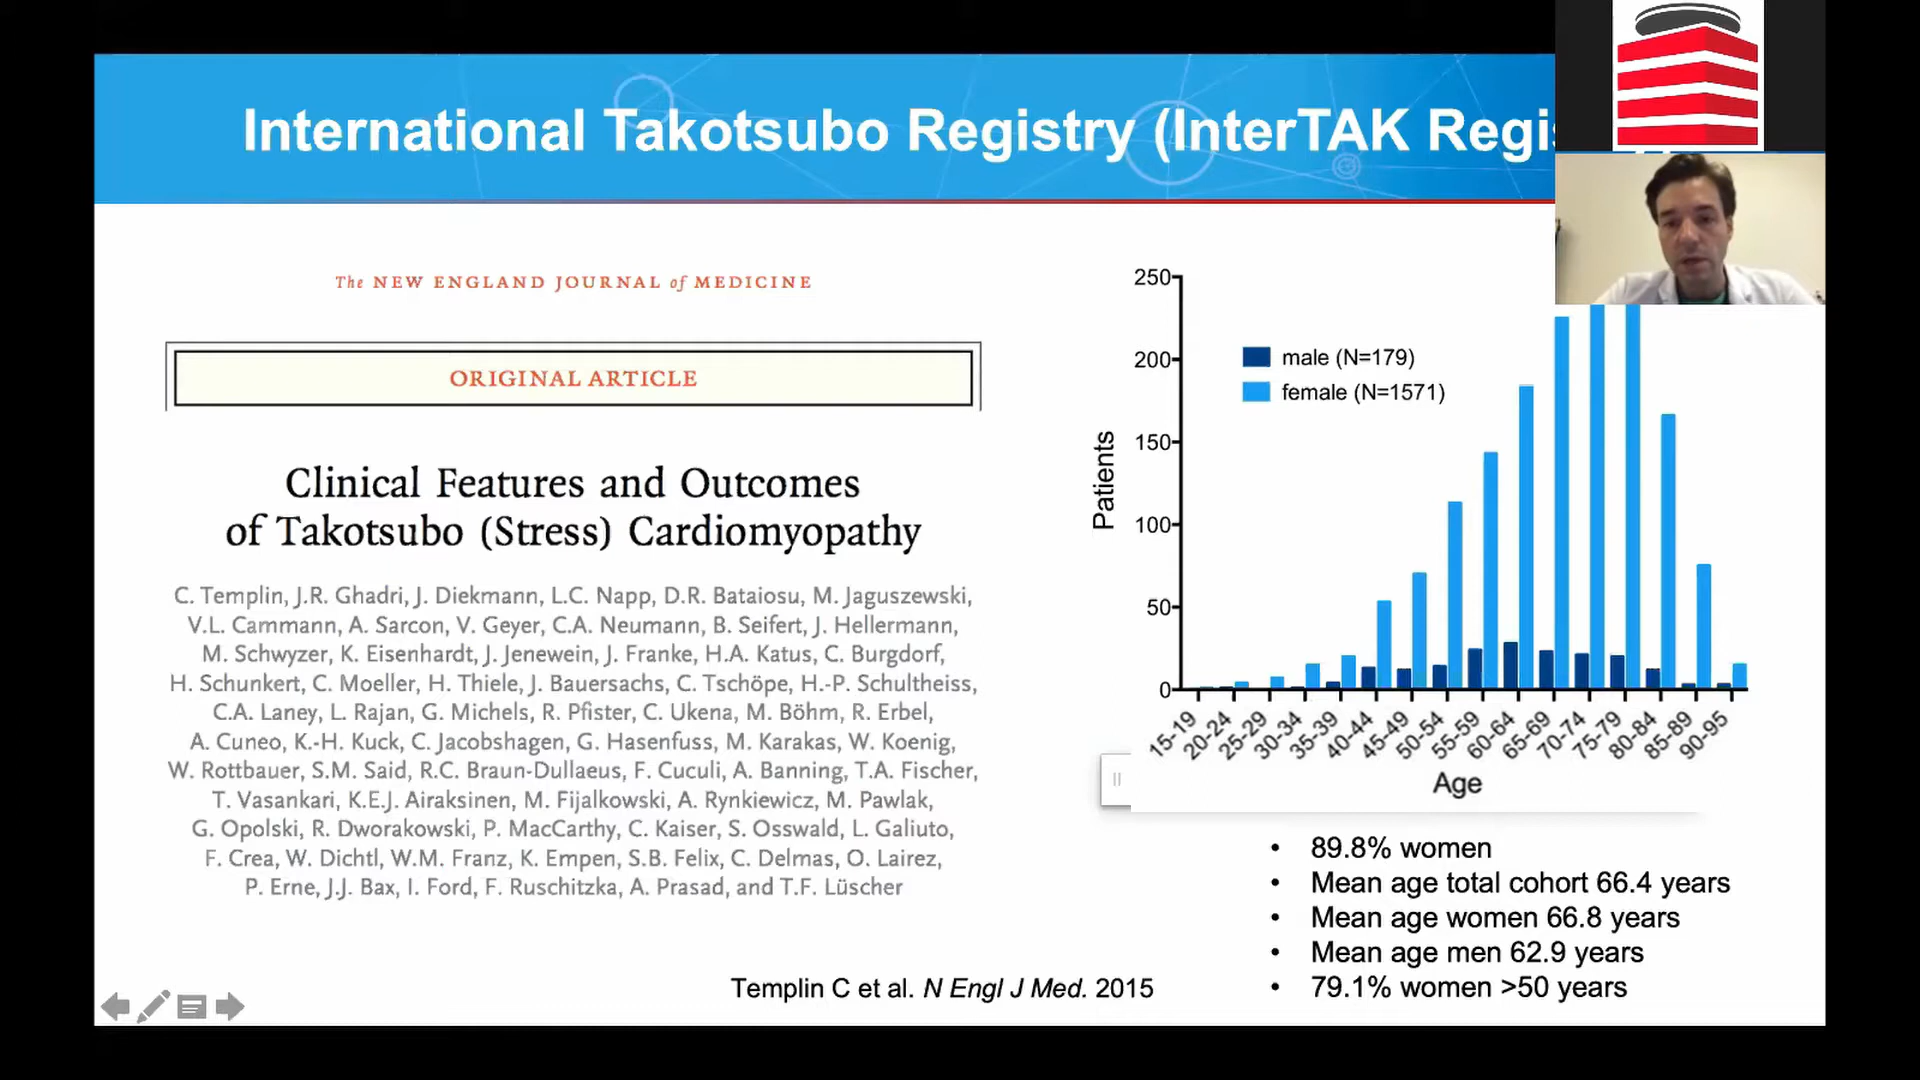 International Takotsubo Registry (InterTAK Regis
The NEW ENGLAND JOURNAL of MEDICINE
ORIGINAL ARTICLE
Clinical Features and Outcomes
of Takotsubo (Stress) Cardiomyopathy
C. Templin, J.R. Ghadri, J. Diekmann, L.C. Napp, D.R. Bataiosu, M. Jaguszewski,
V.L. Cammann, A. Sarcon, V. Geyer, C.A. Neumann, B. Seifert, J. Hellermann,
M. Schwyzer, K. Eisenhardt, J. Jenewein, J. Franke, H.A. Katus, C. Burgdorf,
H. Schunkert, C. Moeller, H. Thiele, J. Bauersachs, C. Tschöpe, H.-P. Schultheiss,
C.A. Laney, L. Rajan, G. Michels, R. Pfister, C. Ukena, M. Böhm, R. Erbel,
A. Cuneo, K.-H. Kuck, C. Jacobshagen, G. Hasenfuss, M. Karakas, W. Koenig,
W. Rottbauer, S.M. Said, R.C. Braun-Dullaeus, F. Cuculi, A. Banning, T.A. Fischer,
T. Vasankari, K.E.J. Airaksinen, M. Fijalkowski, A. Rynkiewicz, M. Pawlak,
G. Opolski, R. Dworakowski, P. MacCarthy, C. Kaiser, S. Osswald, L. Galiuto,
F. Crea, W. Dichtl, W.M. Franz, K. Empen, S.B. Felix, C. Delmas, O. Lairez,
P. Erne, J.J. Bax, I. Ford, F. Ruschitzka, A. Prasad, and T.F. Lüscher
Templin C et al. N Engl J Med. 2015
Patients
250
200
150
100
50
0
male (N=179)
female (N=1571)
15-19
20-24
25-29
30-34
35-39
40-44
45-49
50-54
55-59
60-64
65-69
70-74
75-79
80-84
85-89
90-95
Age
• 89.8% women
• Mean age total cohort 66.4 years
• Mean age women 66.8 years
• Mean age men 62.9 years
• 79.1% women >50 years